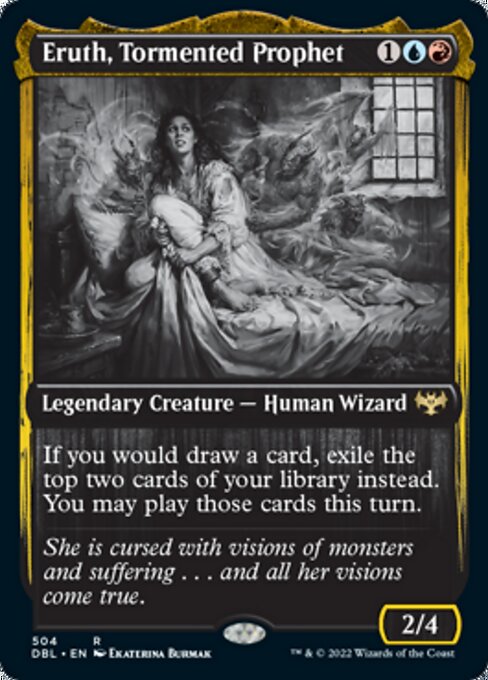 Eruth, Tormented Prophet 1
Legendary Creature — Human Wizard
If you would draw a card, exile the
top two cards of your library instead.
You may play those cards this turn.
She is cursed with visions of monsters
and suffering . . . and all her visions
come true.
2/4
504 R
DBL • EN Ekaterina Burmak ™ & © 2022 Wizards of the Coast